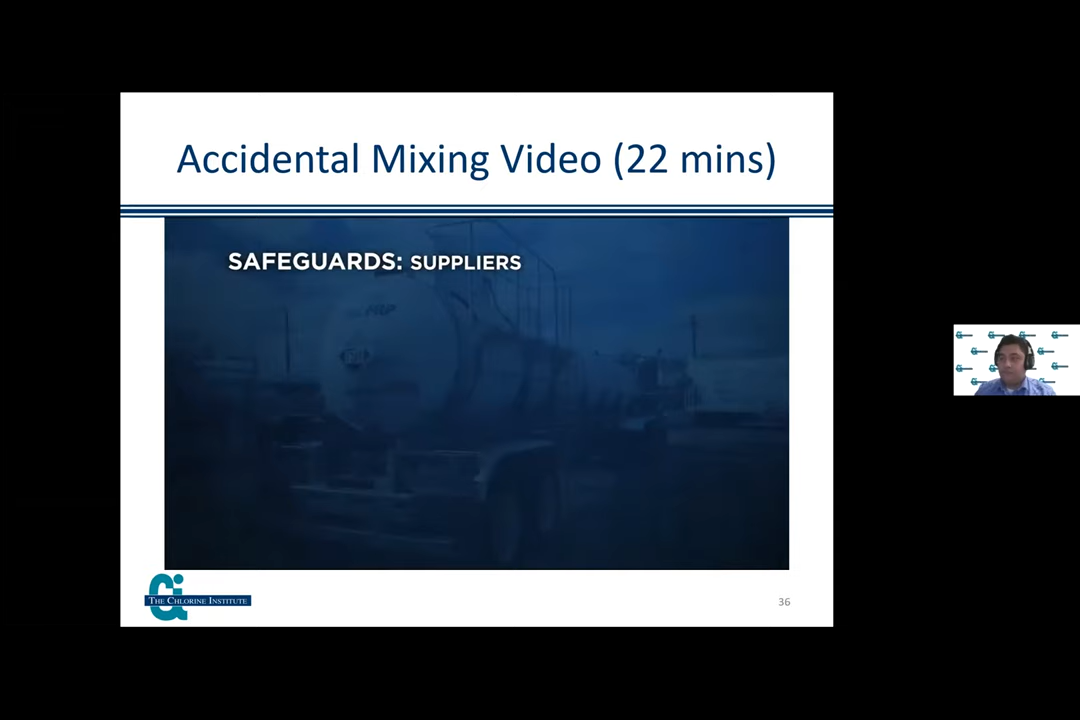 Accidental Mixing Video (22 mins)
SAFEGUARDS: SUPPLIERS
THE CHLORINE INSTITUTE
36